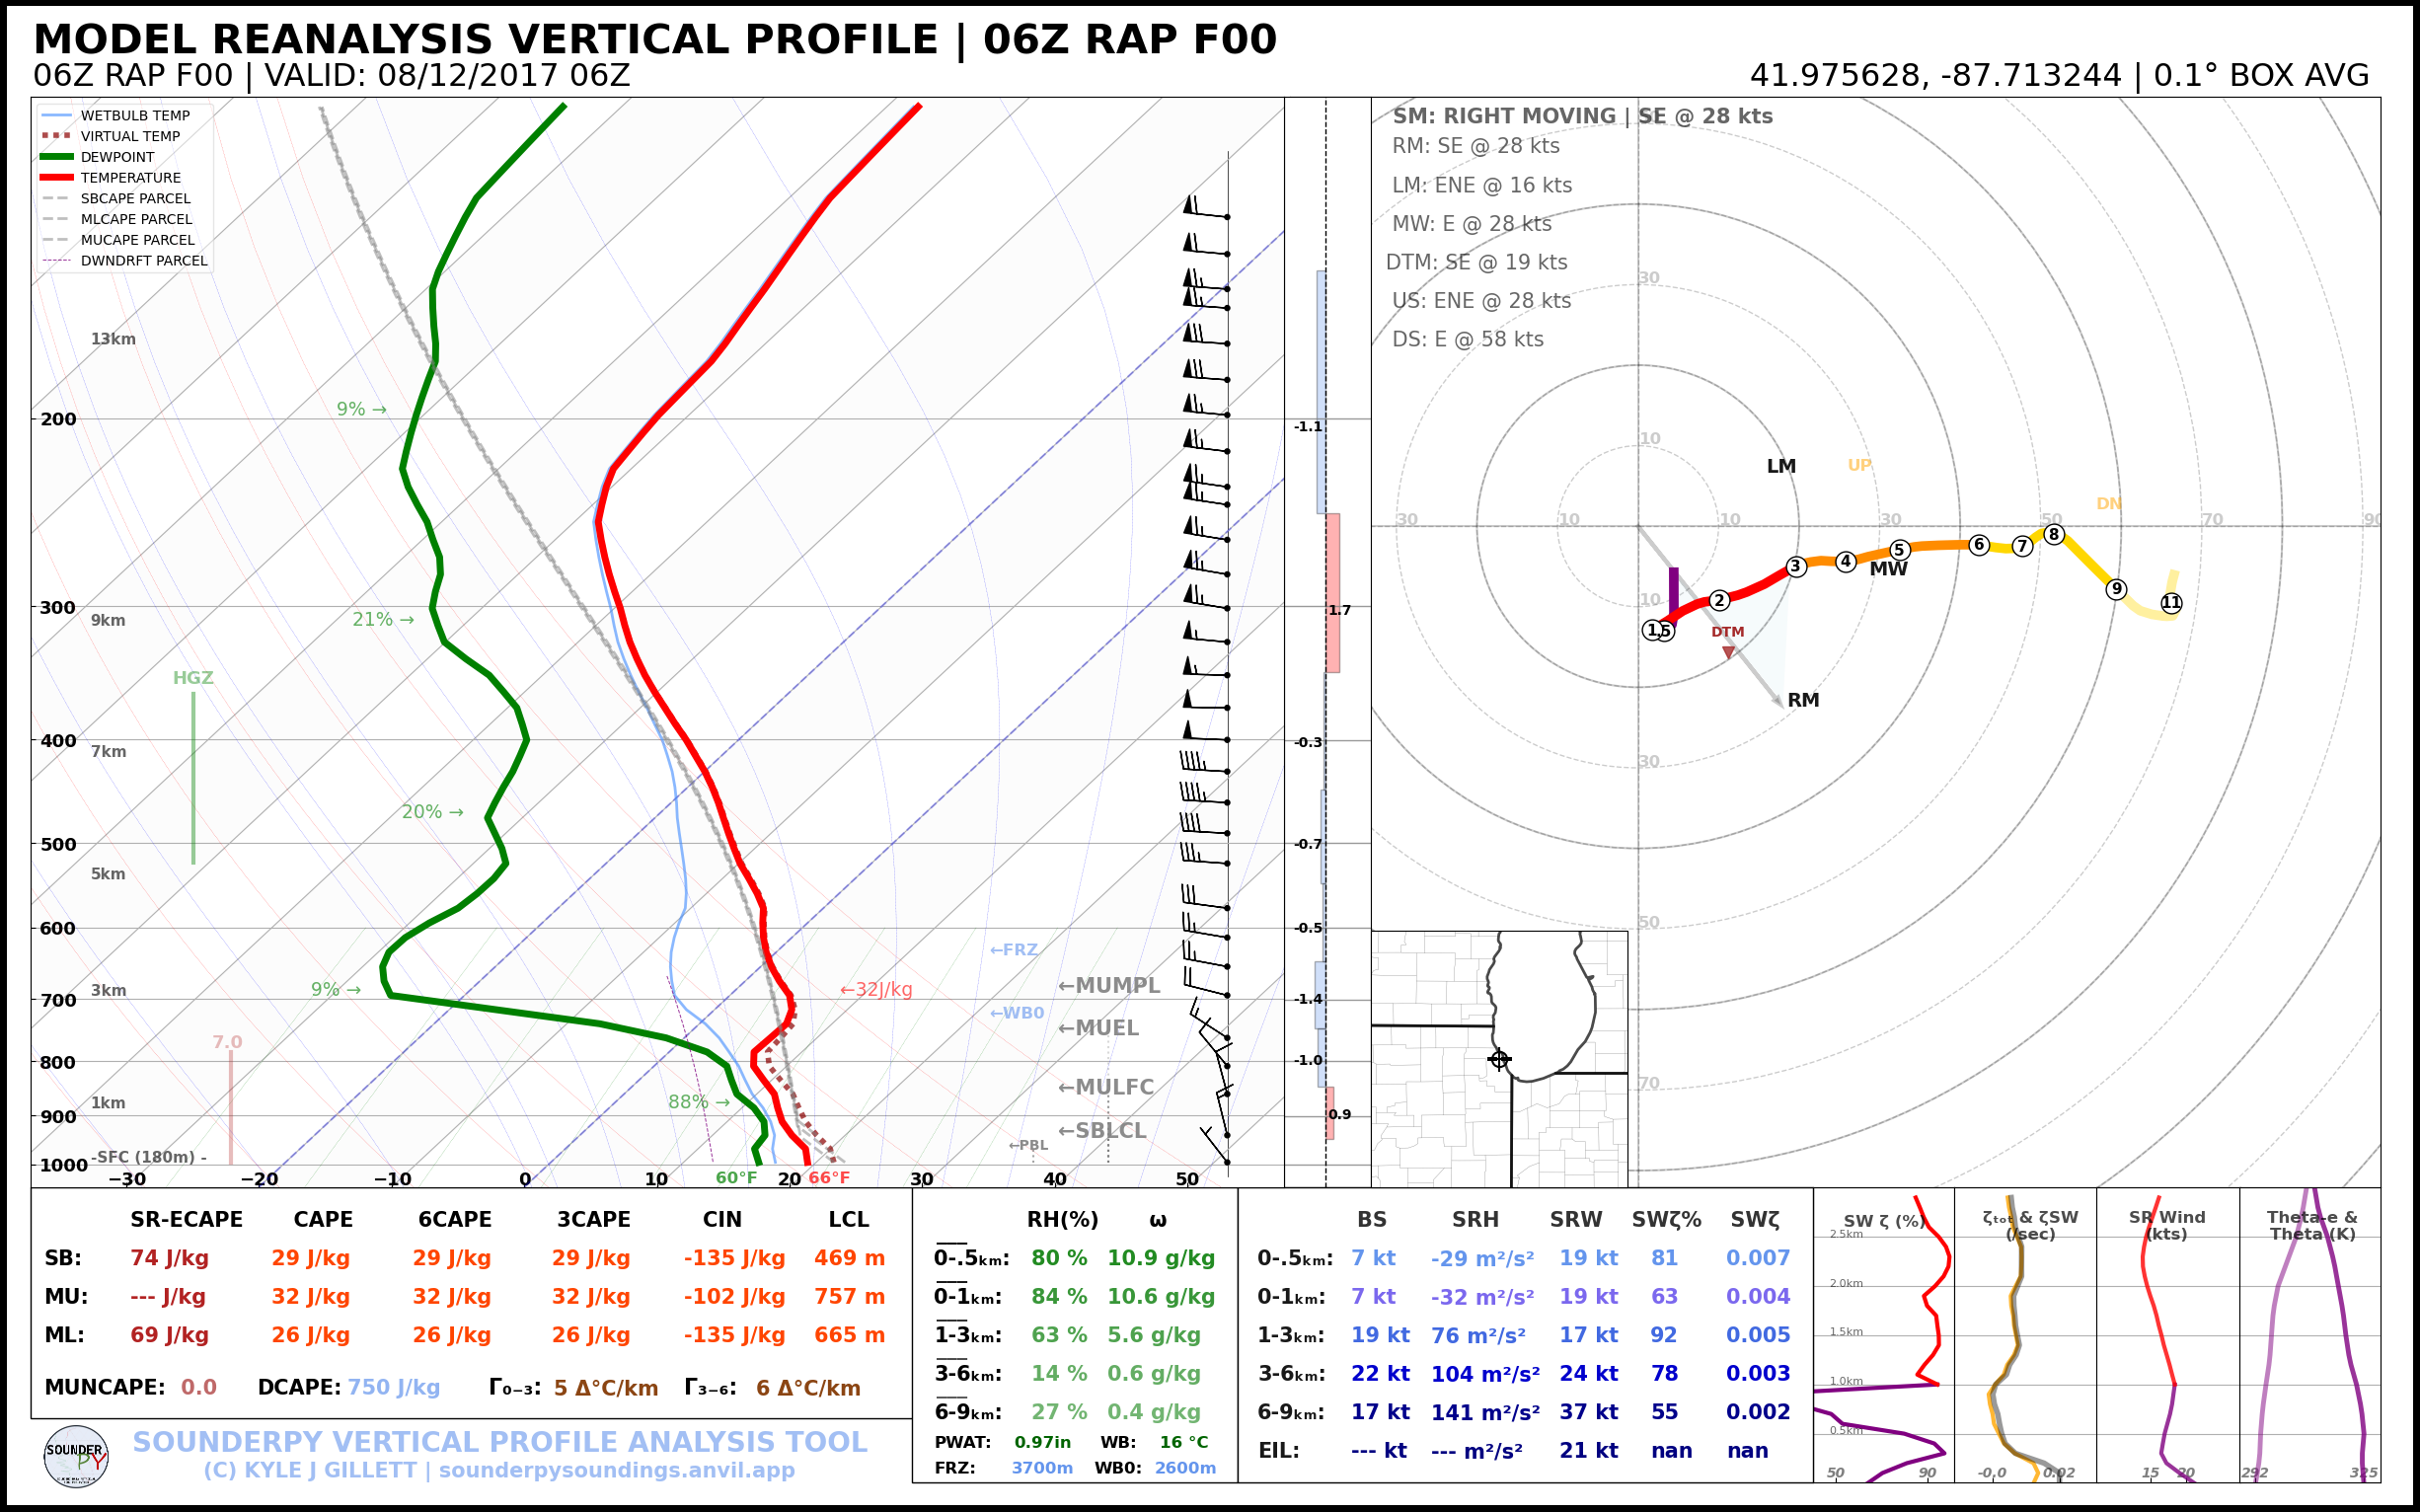 MODEL REANALYSIS VERTICAL PROFILE | 06Z RAP F00
06Z RAP F00 | VALID: 08/12/2017 06Z
41.975628, -87.713244 | 0.1° BOX AVG
WETBULB TEMP
VIRTUAL TEMP
DEWPOINT
TEMPERATURE
SBCAPE PARCEL
MLCAPE PARCEL
MUCAPE PARCEL
DWNDRFT PARCEL
13km
9% →
200
300
9km
21% →
HGZ
400
7km
20% →
500
5km
600
←FRZ
9% →
3km
←32J/kg
←MUMPL
700
←WB0
←MUEL
7.0
800
←MULFC
88% →
1km
900
←SBLCL
←PBL
-SFC (180m) -
1000
−30 −20 −10 0 10 60°F 20 66°F 30 40 50
-1.1
1.7
-0.3
-0.7
-0.5
-1.4
-1.0
0.9
SM: RIGHT MOVING | SE @ 28 kts
RM: SE @ 28 kts
LM: ENE @ 16 kts
MW: E @ 28 kts
DTM: SE @ 19 kts
US: ENE @ 28 kts
DS: E @ 58 kts
30
10
LM UP
DN
30 10 10 30 50 70 90
8
6 7
5
3 4
MW
9
10
2
11
1 .5
DTM
RM
30
50
70
SR-ECAPE CAPE 6CAPE 3CAPE CIN LCL
SB: 74 J/kg 29 J/kg 29 J/kg 29 J/kg -135 J/kg 469 m
MU: --- J/kg 32 J/kg 32 J/kg 32 J/kg -102 J/kg 757 m
ML: 69 J/kg 26 J/kg 26 J/kg 26 J/kg -135 J/kg 665 m
MUNCAPE: 0.0 DCAPE: 750 J/kg Γ₀₋₃: 5 Δ°C/km Γ₃₋₆: 6 Δ°C/km
RH(%) ω
0-.5ₖₘ: 80 % 10.9 g/kg
0-1ₖₘ: 84 % 10.6 g/kg
1-3ₖₘ: 63 % 5.6 g/kg
3-6ₖₘ: 14 % 0.6 g/kg
6-9ₖₘ: 27 % 0.4 g/kg
PWAT: 0.97in WB: 16 °C
FRZ: 3700m WB0: 2600m
BS SRH SRW SWζ% SWζ
0-.5ₖₘ: 7 kt -29 m²/s² 19 kt 81 0.007
0-1ₖₘ: 7 kt -32 m²/s² 19 kt 63 0.004
1-3ₖₘ: 19 kt 76 m²/s² 17 kt 92 0.005
3-6ₖₘ: 22 kt 104 m²/s² 24 kt 78 0.003
6-9ₖₘ: 17 kt 141 m²/s² 37 kt 55 0.002
EIL: --- kt --- m²/s² 21 kt nan nan
SW ζ (%)
2.5km
2.0km
1.5km
1.0km
0.5km
50 90
ζₜₒₜ & ζSW
(/sec)
-0.0 0.02
SR Wind
(kts)
15 20
Theta-e &
Theta (K)
292 325
SOUNDERPY
SOUNDERPY VERTICAL PROFILE ANALYSIS TOOL
(C) KYLE J GILLETT | sounderpysoundings.anvil.app